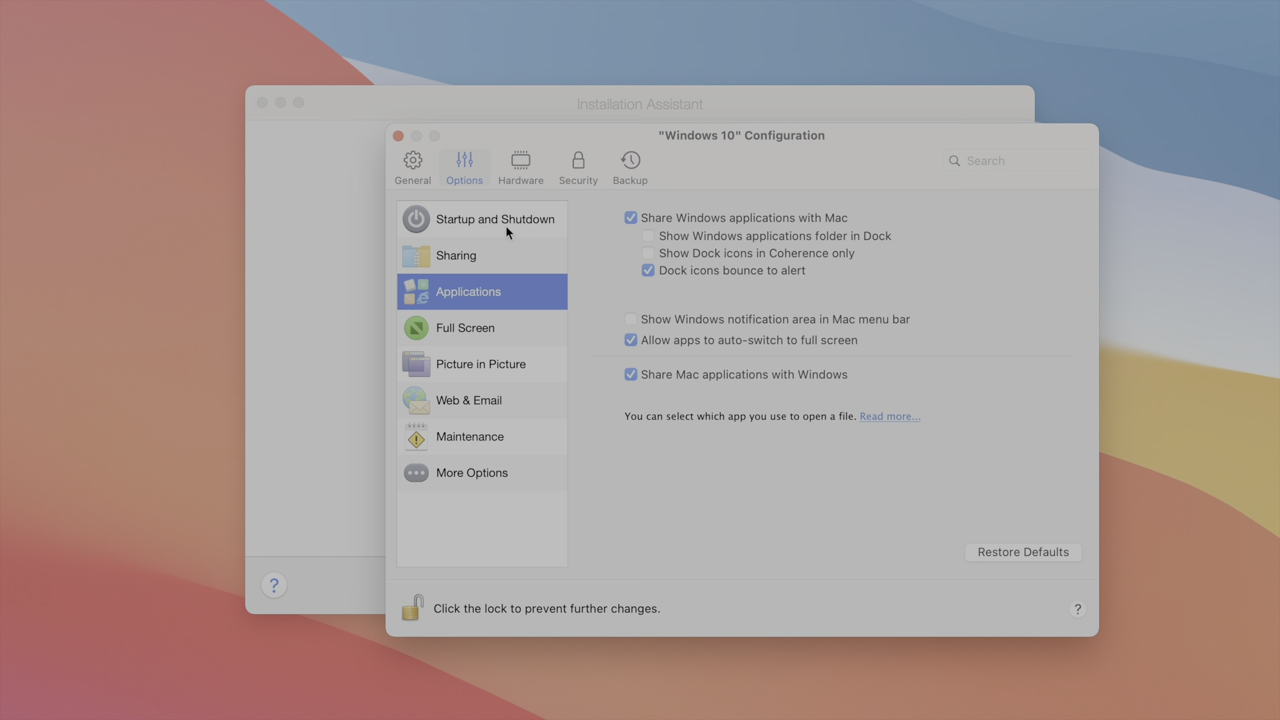 Installation Assistant
"Windows 10" Configuration
General
Options
Hardware
Security
Backup
Search
Startup and Shutdown
Sharing
Applications
Full Screen
Picture in Picture
Web & Email
Maintenance
More Options
Share Windows applications with Mac
Show Windows applications folder in Dock
Show Dock icons in Coherence only
Dock icons bounce to alert
Show Windows notification area in Mac menu bar
Allow apps to auto-switch to full screen
Share Mac applications with Windows
You can select which app you use to open a file. Read more...
Restore Defaults
?
Click the lock to prevent further changes.
?